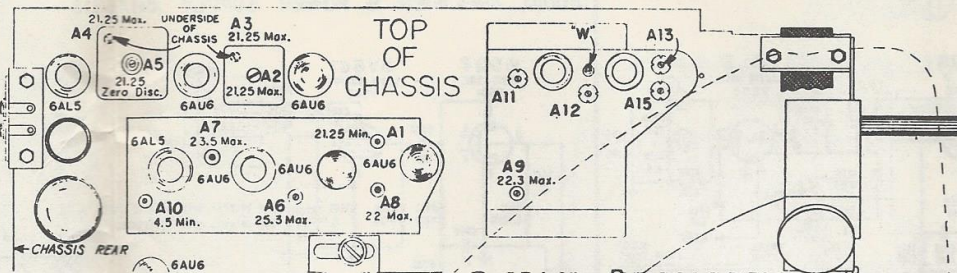 21.25 Max.
A4
UNDERSIDE
OF
CHASSIS
A3
21.25 Max.
A5
21.25
Zero Disc.
A2
21.25 Max.
6AL5
6AU6
6AU6
TOP
OF
CHASSIS
"W"
A13
A11
A12
A15
A7
23.5 Max.
6AL5
6AU6
6AU6
21.25 Min.
A1
6AU6
A10
4.5 Min.
A6
25.3 Max.
A8
22 Max.
A9
22.3 Max.
CHASSIS REAR
6AU6